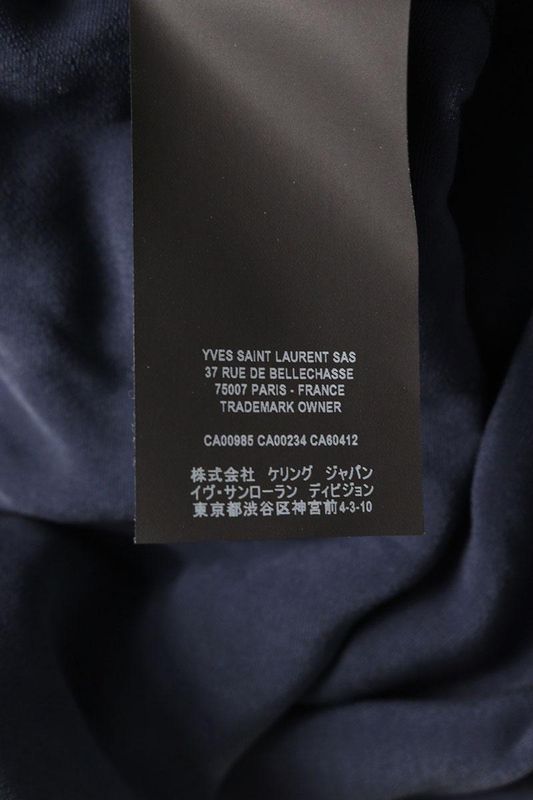 YVES SAINT LAURENT SAS
37 RUE DE BELLECHASSE
75007 PARIS - FRANCE
TRADEMARK OWNER
CA00985 CA00234 CA60412
株式会社 ケリング ジャパン
イヴ・サンローラン ディビジョン
東京都渋谷区神宮前4-3-10